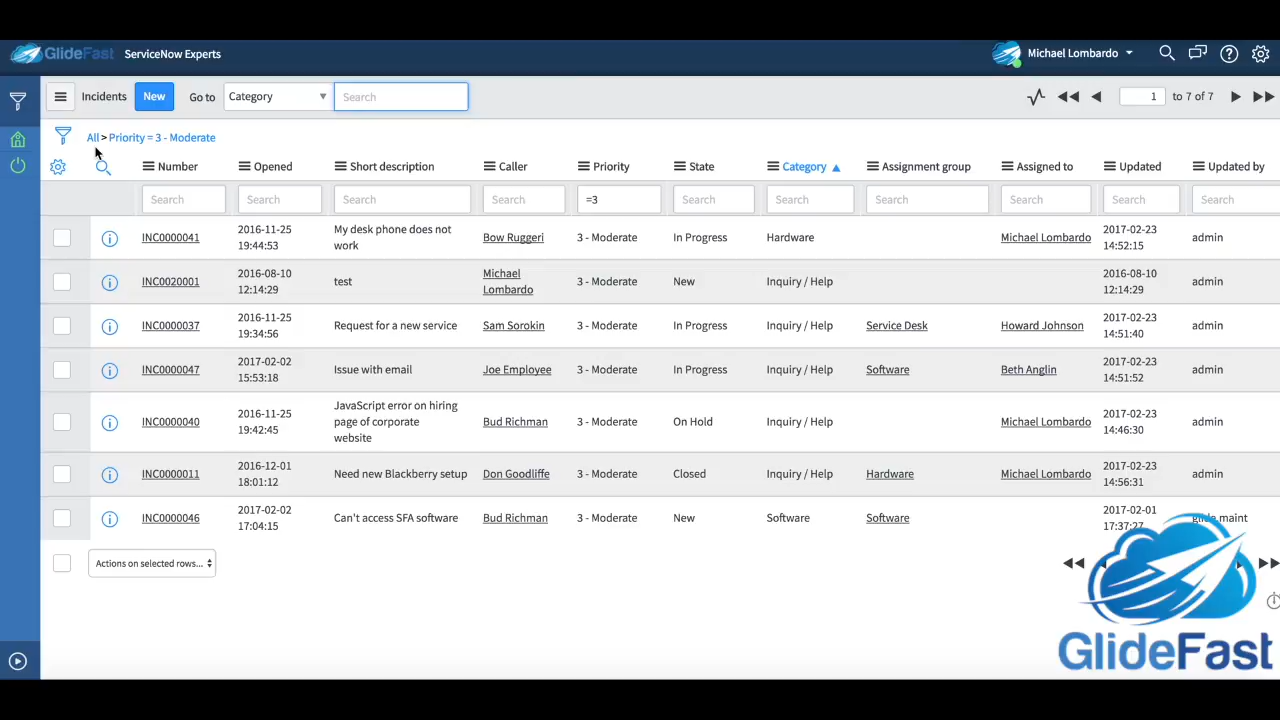 GlideFast ServiceNow Experts Michael Lombardo
Incidents New Go to Category Search 1 to 7 of 7
All > Priority = 3 - Moderate
Number Opened Short description Caller Priority State Category Assignment group Assigned to Updated Updated by
Search Search Search Search =3 Search Search Search Search Search Search
INC0000041 2016-11-25 19:44:53 My desk phone does not work Bow Ruggeri 3 - Moderate In Progress Hardware Michael Lombardo 2017-02-23 14:52:15 admin
INC0020001 2016-08-10 12:14:29 test Michael Lombardo 3 - Moderate New Inquiry / Help 2016-08-10 12:14:29 admin
INC0000037 2016-11-25 19:34:56 Request for a new service Sam Sorokin 3 - Moderate In Progress Inquiry / Help Service Desk Howard Johnson 2017-02-23 14:51:40 admin
INC0000047 2017-02-02 15:53:18 Issue with email Joe Employee 3 - Moderate In Progress Inquiry / Help Software Beth Anglin 2017-02-23 14:51:52 admin
INC0000040 2016-11-25 19:42:45 JavaScript error on hiring page of corporate website Bud Richman 3 - Moderate On Hold Inquiry / Help Michael Lombardo 2017-02-23 14:46:30 admin
INC0000011 2016-12-01 18:01:12 Need new Blackberry setup Don Goodliffe 3 - Moderate Closed Inquiry / Help Hardware Michael Lombardo 2017-02-23 14:56:31 admin
INC0000046 2017-02-02 17:04:15 Can't access SFA software Bud Richman 3 - Moderate New Software Software 2017-02-01 17:37:27 maint
Actions on selected rows...
GlideFast